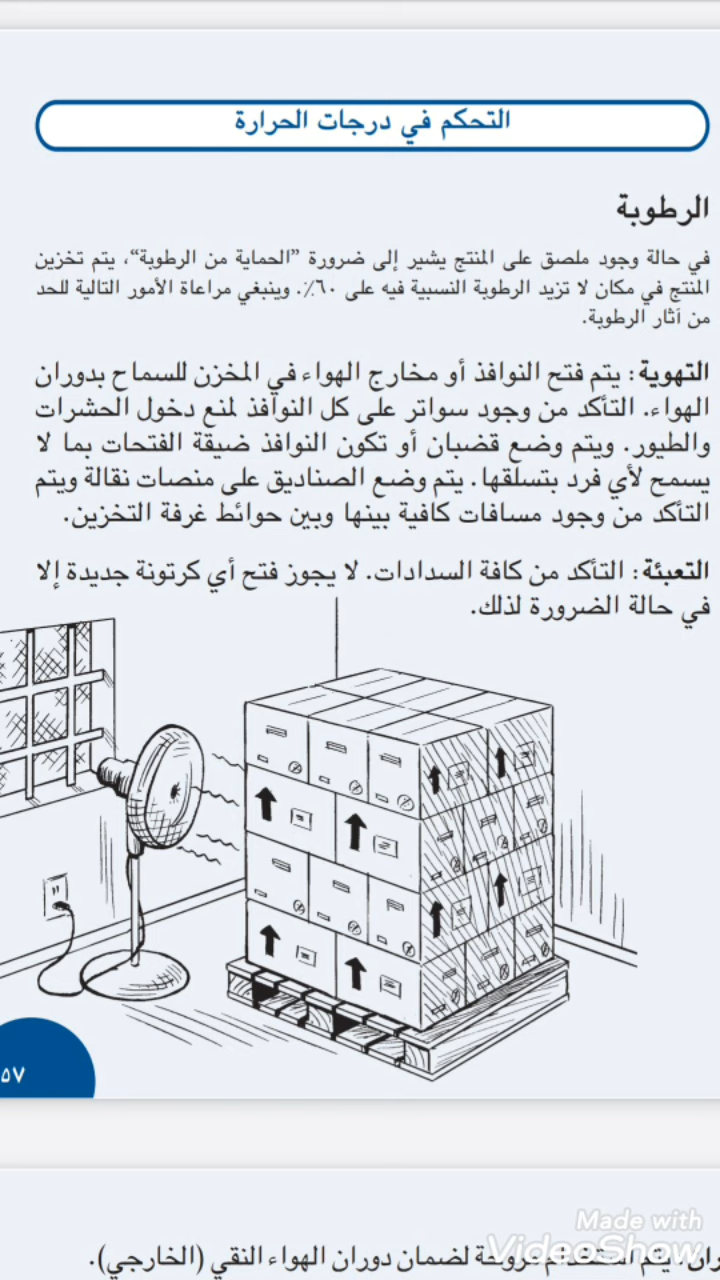 التحكم في درجات الحرارة
الرطوبة
في حالة وجود ملصق على المنتج يشير إلى ضرورة "الحماية من الرطوبة"، يتم تخزين
المنتج في مكان لا تزيد الرطوبة النسبية فيه على ٦٠٪. وينبغي مراعاة الأمور التالية للحد
من آثار الرطوبة.
التهوية: يتم فتح النوافذ أو مخارج الهواء في المخزن للسماح بدوران
الهواء. التأكد من وجود سواتر على كل النوافذ لمنع دخول الحشرات
والطيور. ويتم وضع قضبان أو تكون النوافذ ضيقة الفتحات بما لا
يسمح لأي فرد بتسلقها. يتم وضع الصناديق على منصات نقالة ويتم
التأكد من وجود مسافات كافية بينها وبين حوائط غرفة التخزين.
التعبئة: التأكد من كافة السدادات. لا يجوز فتح أي كرتونة جديدة إلا
في حالة الضرورة لذلك.
٥٧
Made with
VideoShow
يتم استخدام مروحة لضمان دوران الهواء النقي (الخارجي).